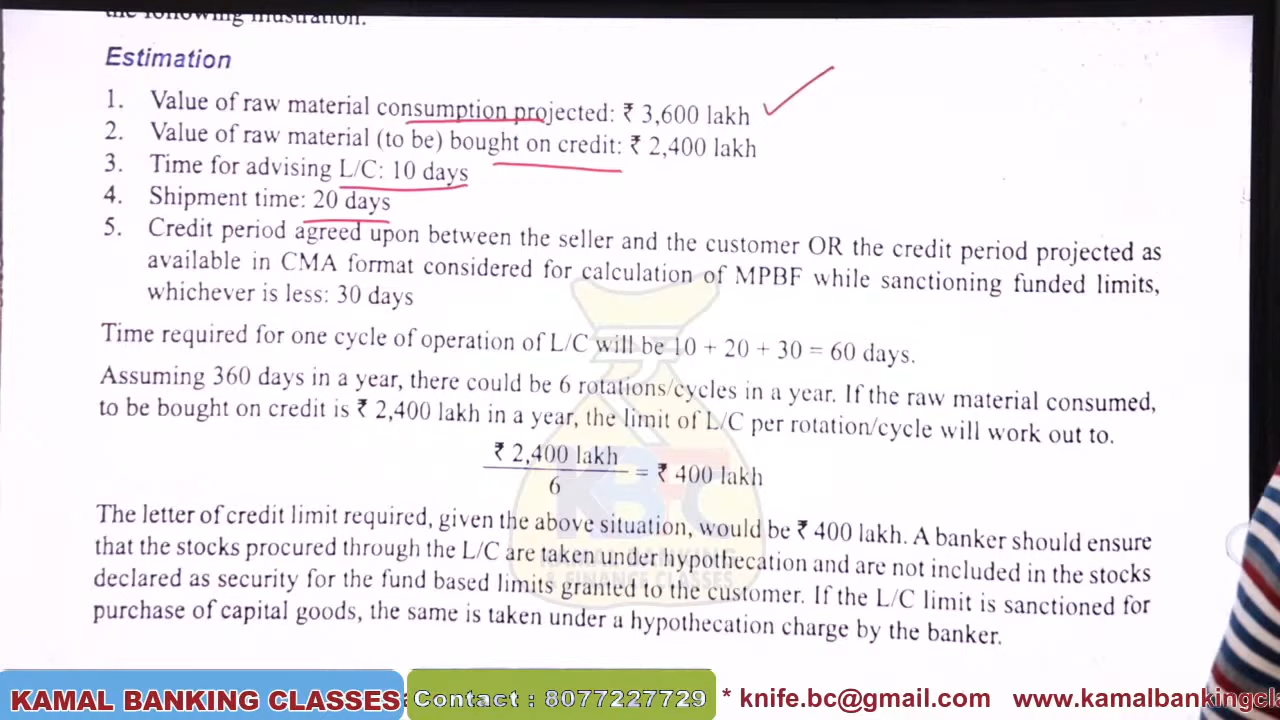 the following illustration.
Estimation
1. Value of raw material consumption projected: ₹ 3,600 lakh
2. Value of raw material (to be) bought on credit: ₹ 2,400 lakh
3. Time for advising L/C: 10 days
4. Shipment time: 20 days
5. Credit period agreed upon between the seller and the customer OR the credit period projected as
available in CMA format considered for calculation of MPBF while sanctioning funded limits,
whichever is less: 30 days
Time required for one cycle of operation of L/C will be 10 + 20 + 30 = 60 days.
Assuming 360 days in a year, there could be 6 rotations/cycles in a year. If the raw material consumed,
to be bought on credit is ₹ 2,400 lakh in a year, the limit of L/C per rotation/cycle will work out to.
₹ 2,400 lakh
6
= ₹ 400 lakh
The letter of credit limit required, given the above situation, would be ₹ 400 lakh. A banker should ensure
that the stocks procured through the L/C are taken under hypothecation and are not included in the stocks
declared as security for the fund based limits granted to the customer. If the L/C limit is sanctioned for
purchase of capital goods, the same is taken under a hypothecation charge by the banker.
KAMAL BANKING CLASSES
Contact : 8077227729
* knife.bc@gmail.com www.kamalbankingcl